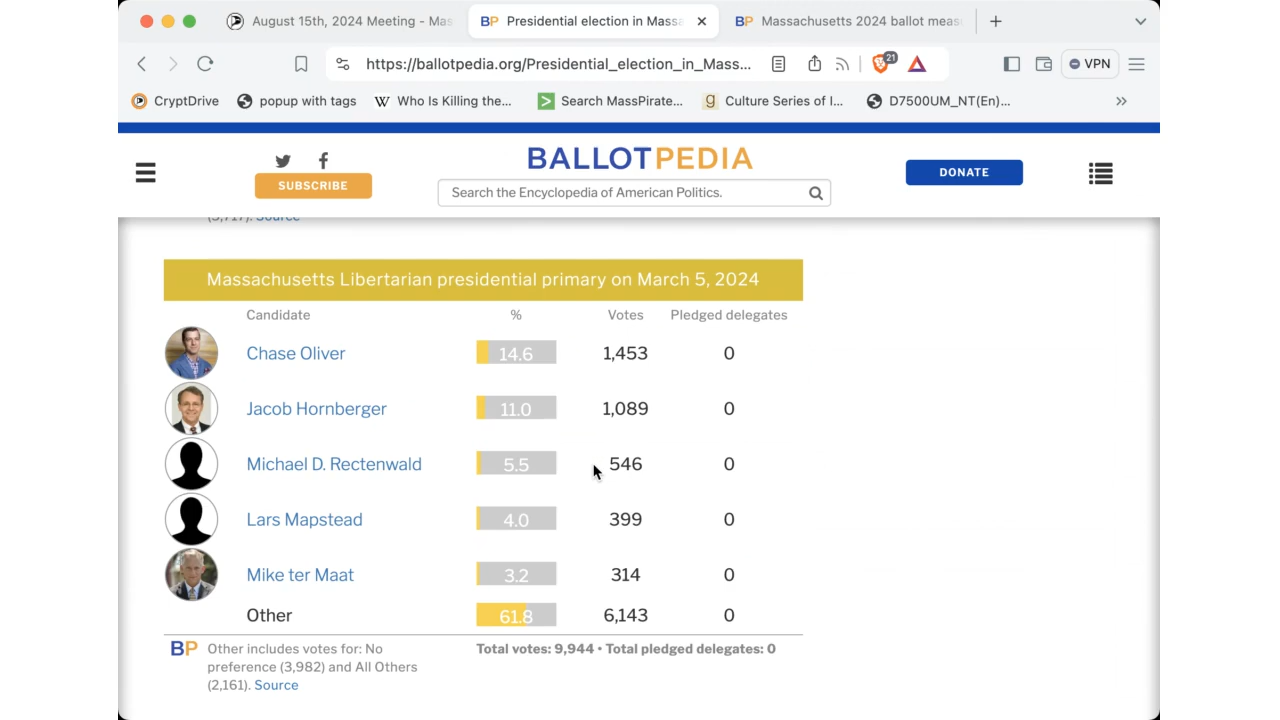 August 15th, 2024 Meeting - Mas
Presidential election in Massa
Massachusetts 2024 ballot meas
https://ballotpedia.org/Presidential_election_in_Mass...
21
VPN
CryptDrive
popup with tags
Who Is Killing the...
Search MassPirate...
Culture Series of I...
D7500UM_NT(En)...
SUBSCRIBE
BALLOTPEDIA
Search the Encyclopedia of American Politics.
DONATE
(3,717). Source
Massachusetts Libertarian presidential primary on March 5, 2024
Candidate % Votes Pledged delegates
Chase Oliver 14.6 1,453 0
Jacob Hornberger 11.0 1,089 0
Michael D. Rectenwald 5.5 546 0
Lars Mapstead 4.0 399 0
Mike ter Maat 3.2 314 0
Other 61.8 6,143 0
BP Other includes votes for: No Total votes: 9,944 • Total pledged delegates: 0
preference (3,982) and All Others
(2,161). Source